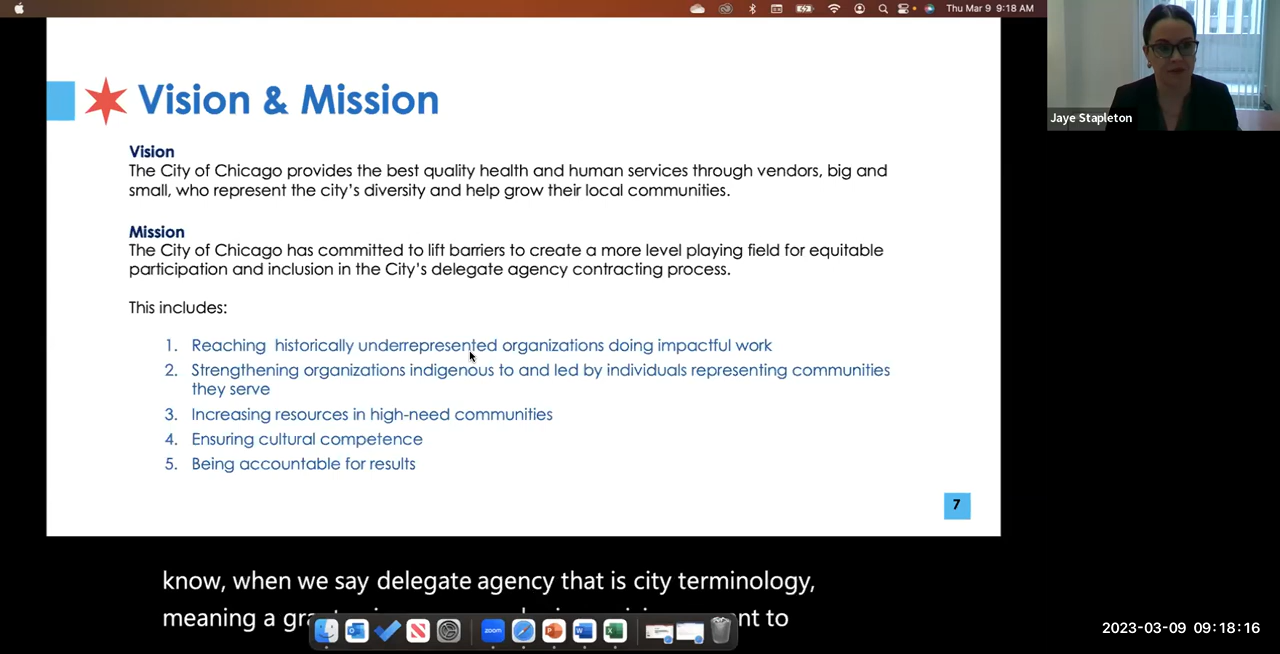 Thu Mar 9 9:18 AM
Vision & Mission
Vision
The City of Chicago provides the best quality health and human services through vendors, big and
small, who represent the city's diversity and help grow their local communities.
Mission
The City of Chicago has committed to lift barriers to create a more level playing field for equitable
participation and inclusion in the City's delegate agency contracting process.
This includes:
1. Reaching historically underrepresented organizations doing impactful work
2. Strengthening organizations indigenous to and led by individuals representing communities
they serve
3. Increasing resources in high-need communities
4. Ensuring cultural competence
5. Being accountable for results
7
Jaye Stapleton
know, when we say delegate agency that is city terminology,
meaning a to
zoom
2023-03-09 09:18:16